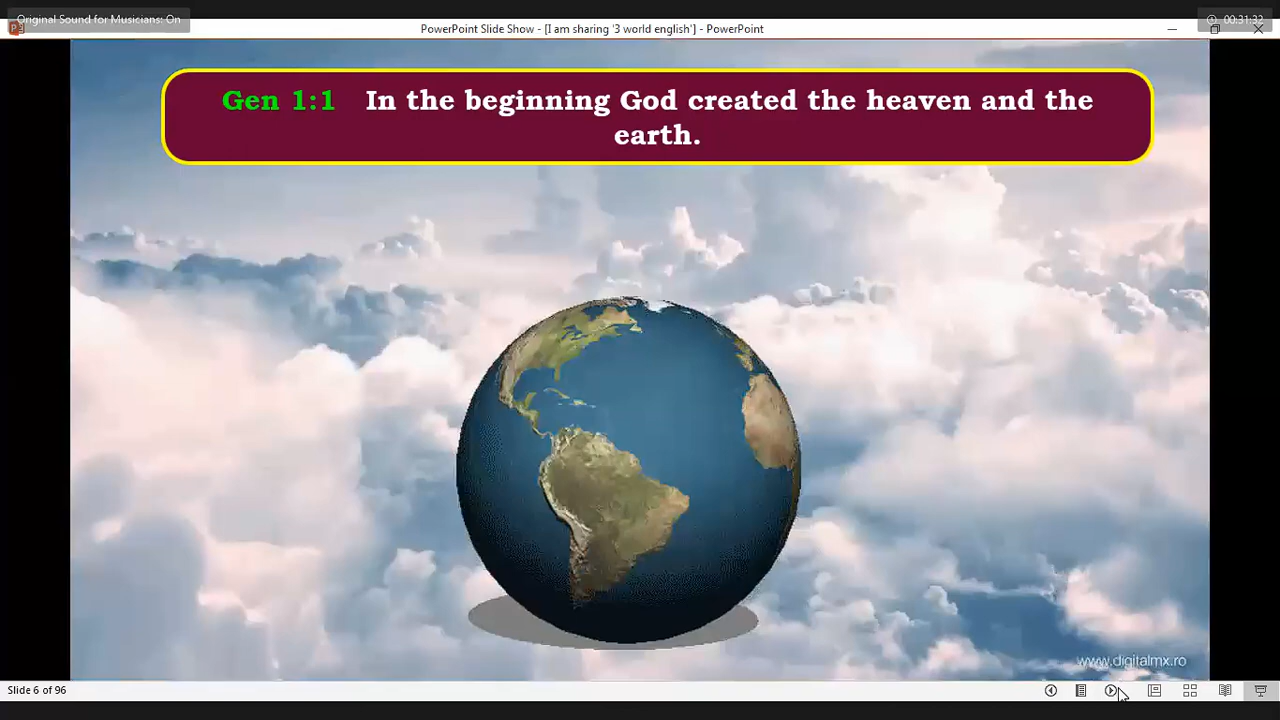 Original Sound for Musicians: On
00:31:32
PowerPoint Slide Show - [I am sharing '3 world english'] - PowerPoint
Gen 1:1 In the beginning God created the heaven and the
earth.
www.digitalmx.ro
Slide 6 of 96